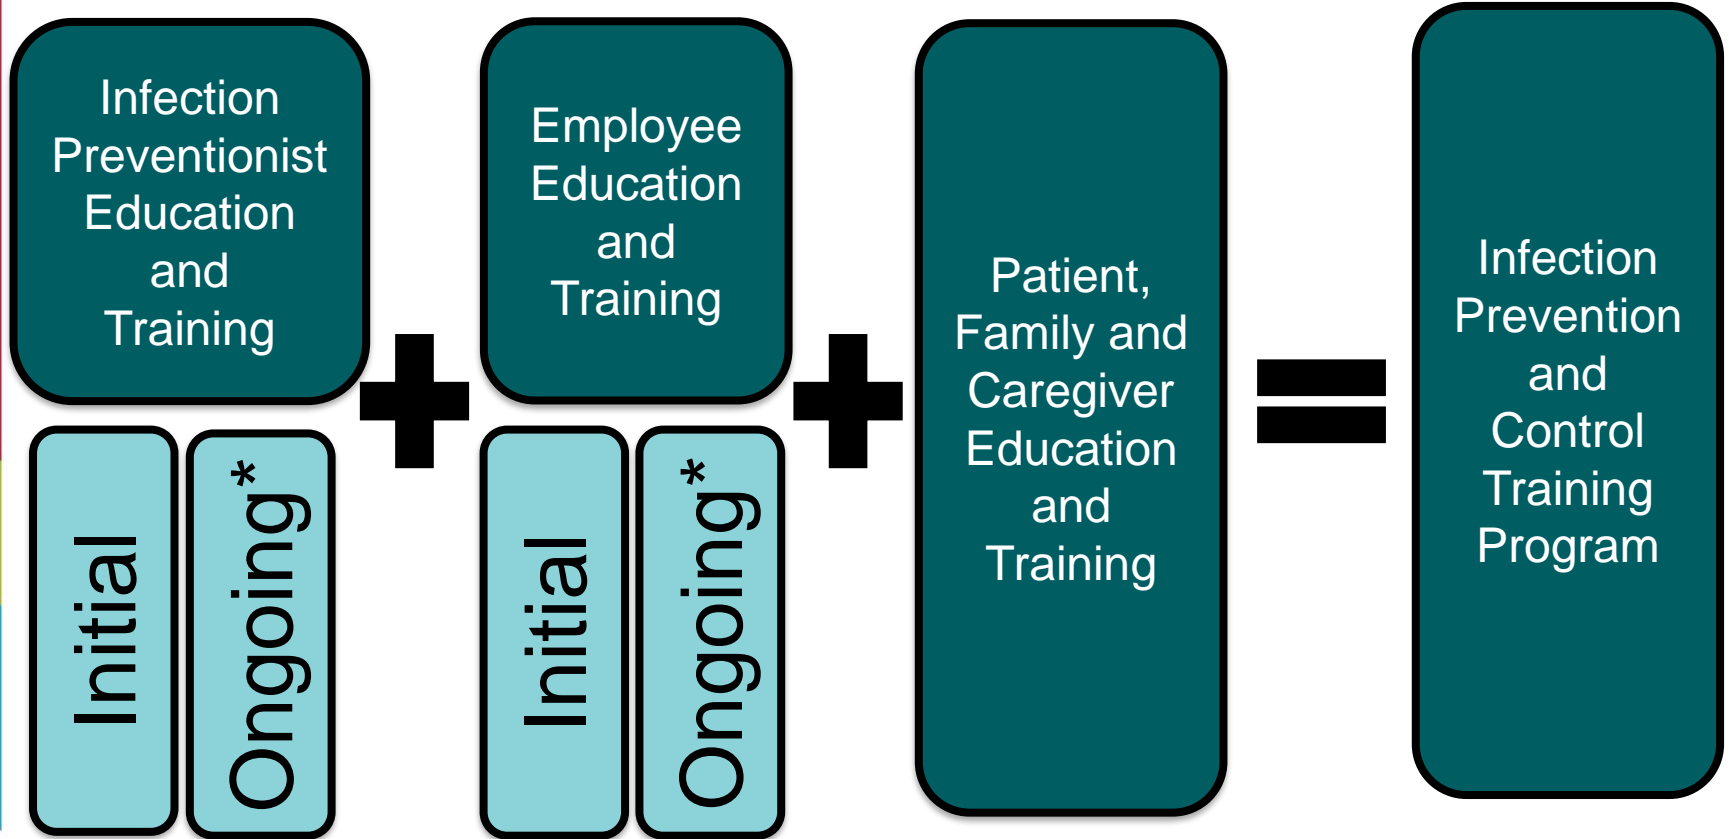 Infection
Preventionist
Education
and
Training
Initial
Ongoing*
Employee
Education
and
Training
Initial
Ongoing*
Patient,
Family and
Caregiver
Education
and
Training
Infection
Prevention
and
Control
Training
Program